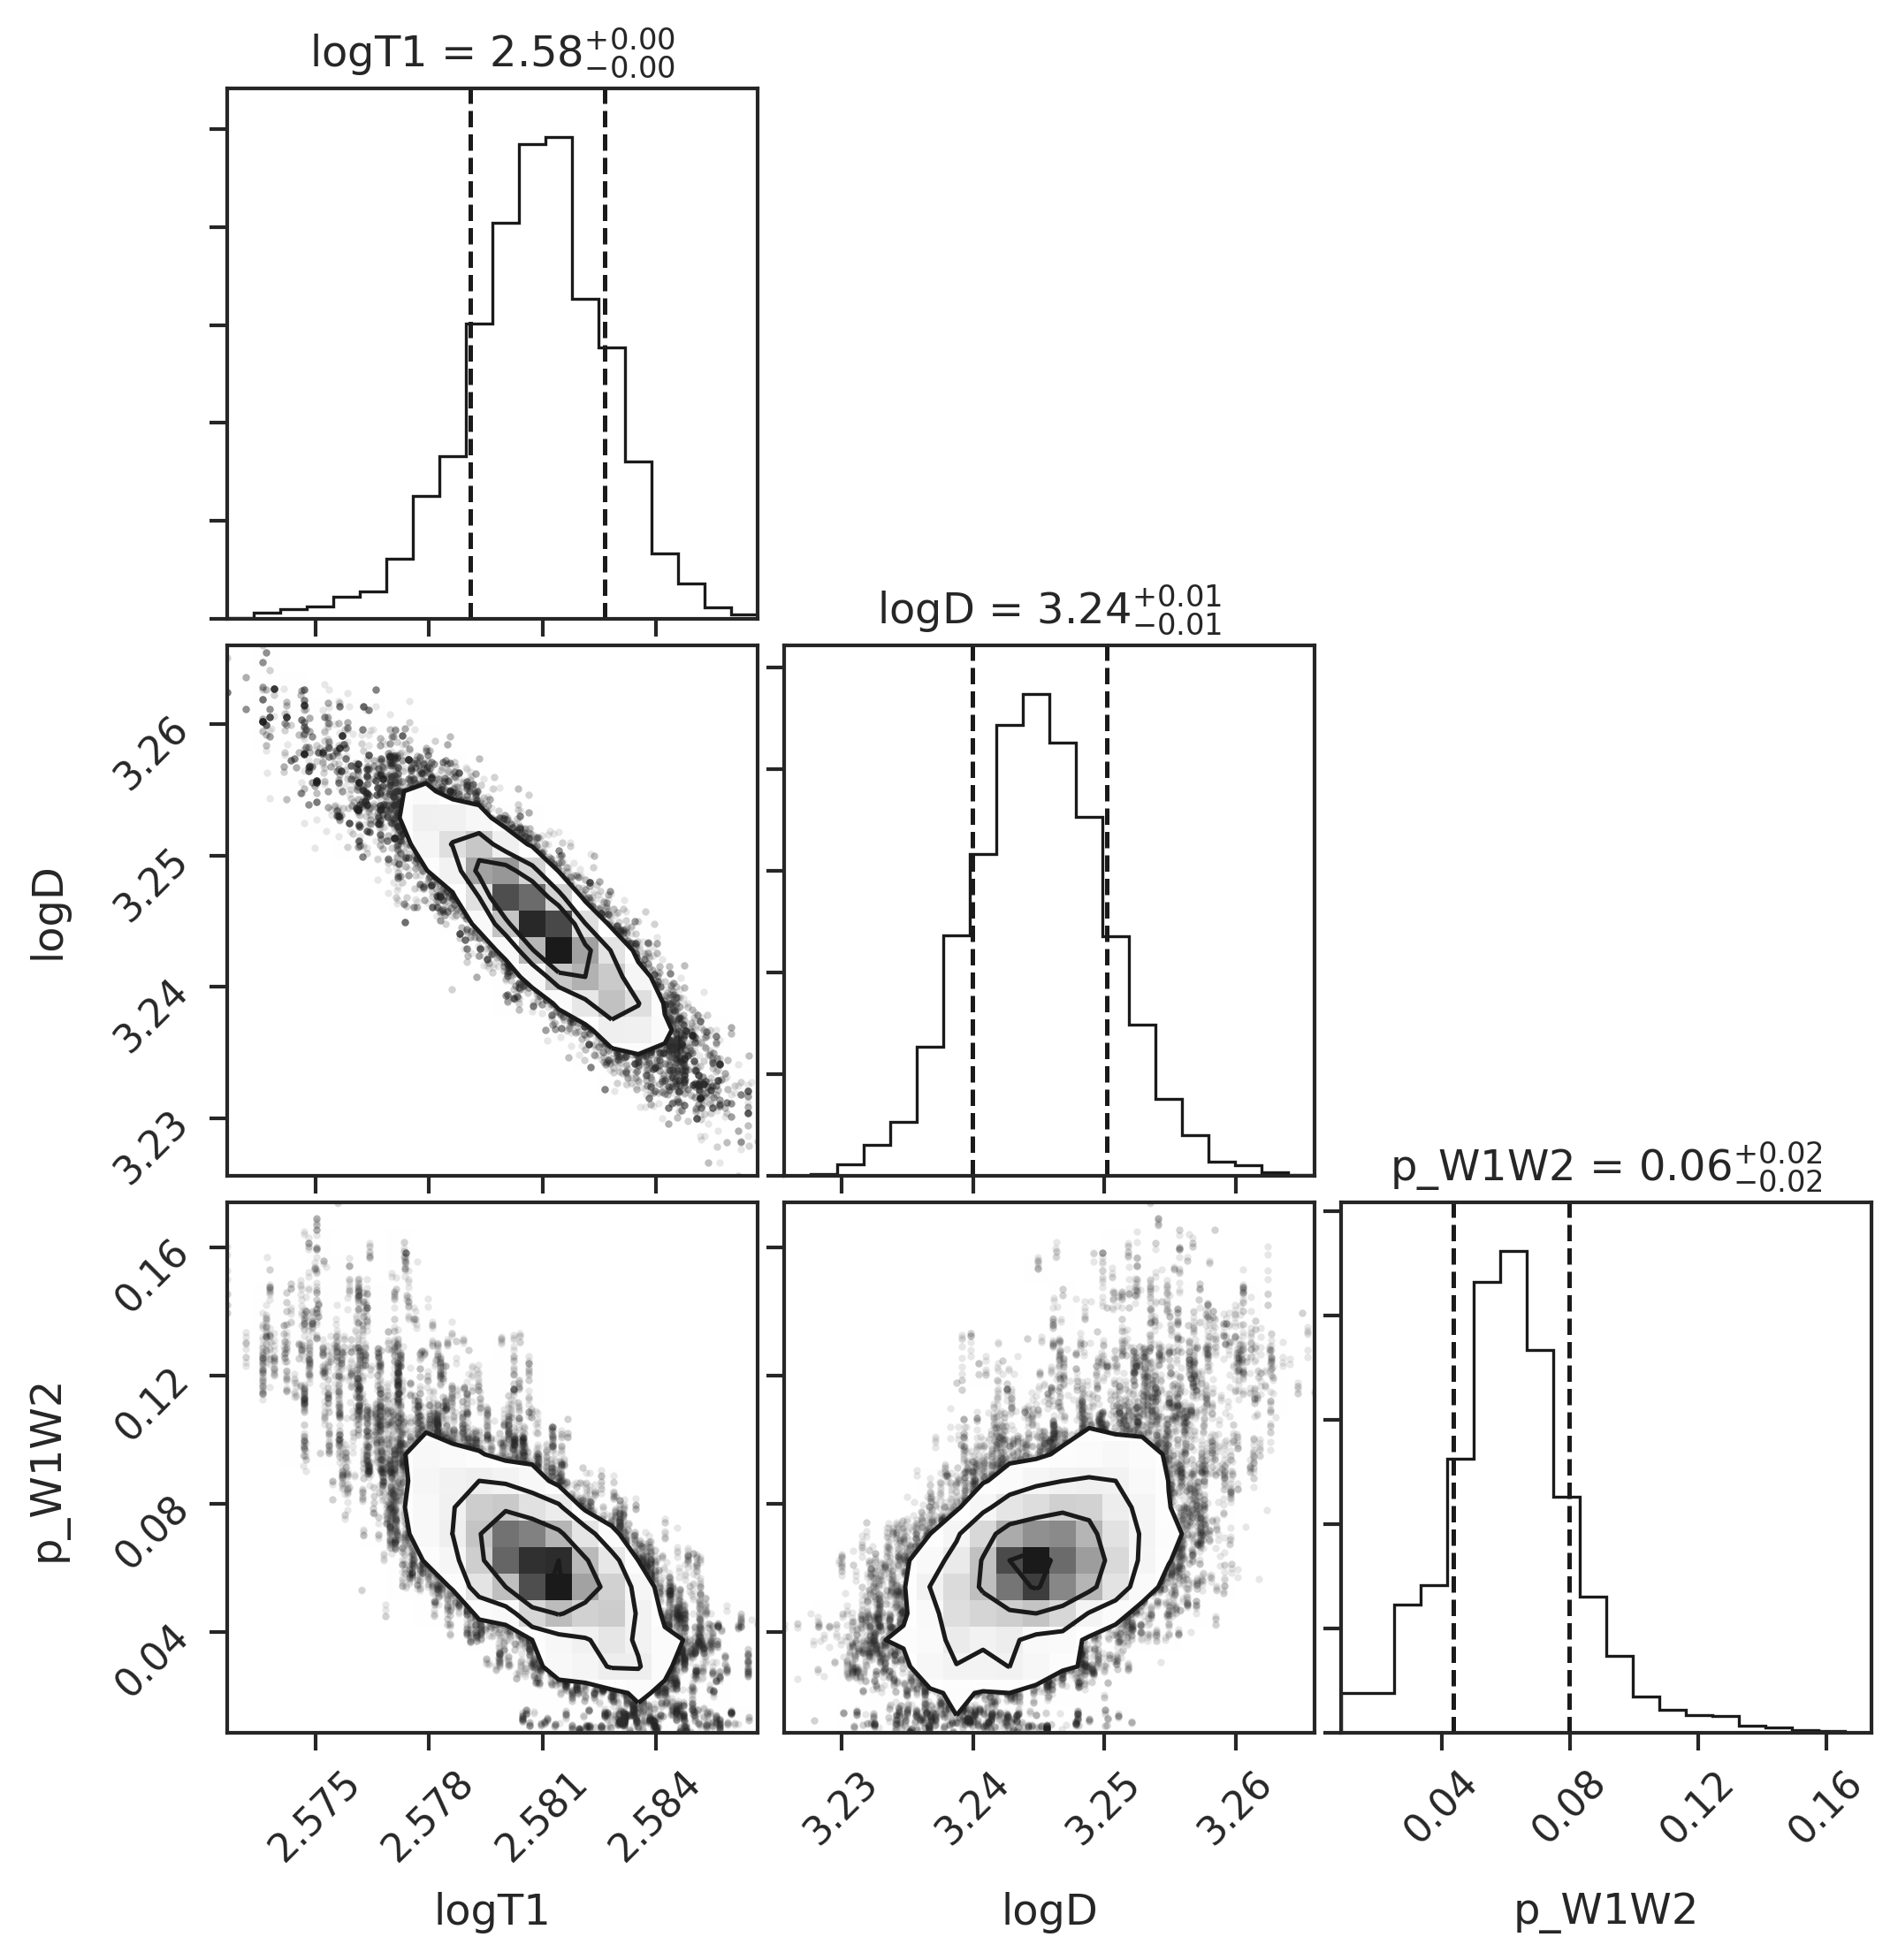 logT1 = 2.58 +0.00 −0.00
logD = 3.24 +0.01 −0.01
3.26
3.25
3.24
3.23
logD
p_W1W2 = 0.06 +0.02 −0.02
0.16
0.12
0.08
0.04
p_W1W2
2.575 2.578 2.581 2.584
3.23 3.24 3.25 3.26
0.04 0.08 0.12 0.16
logT1
logD
p_W1W2